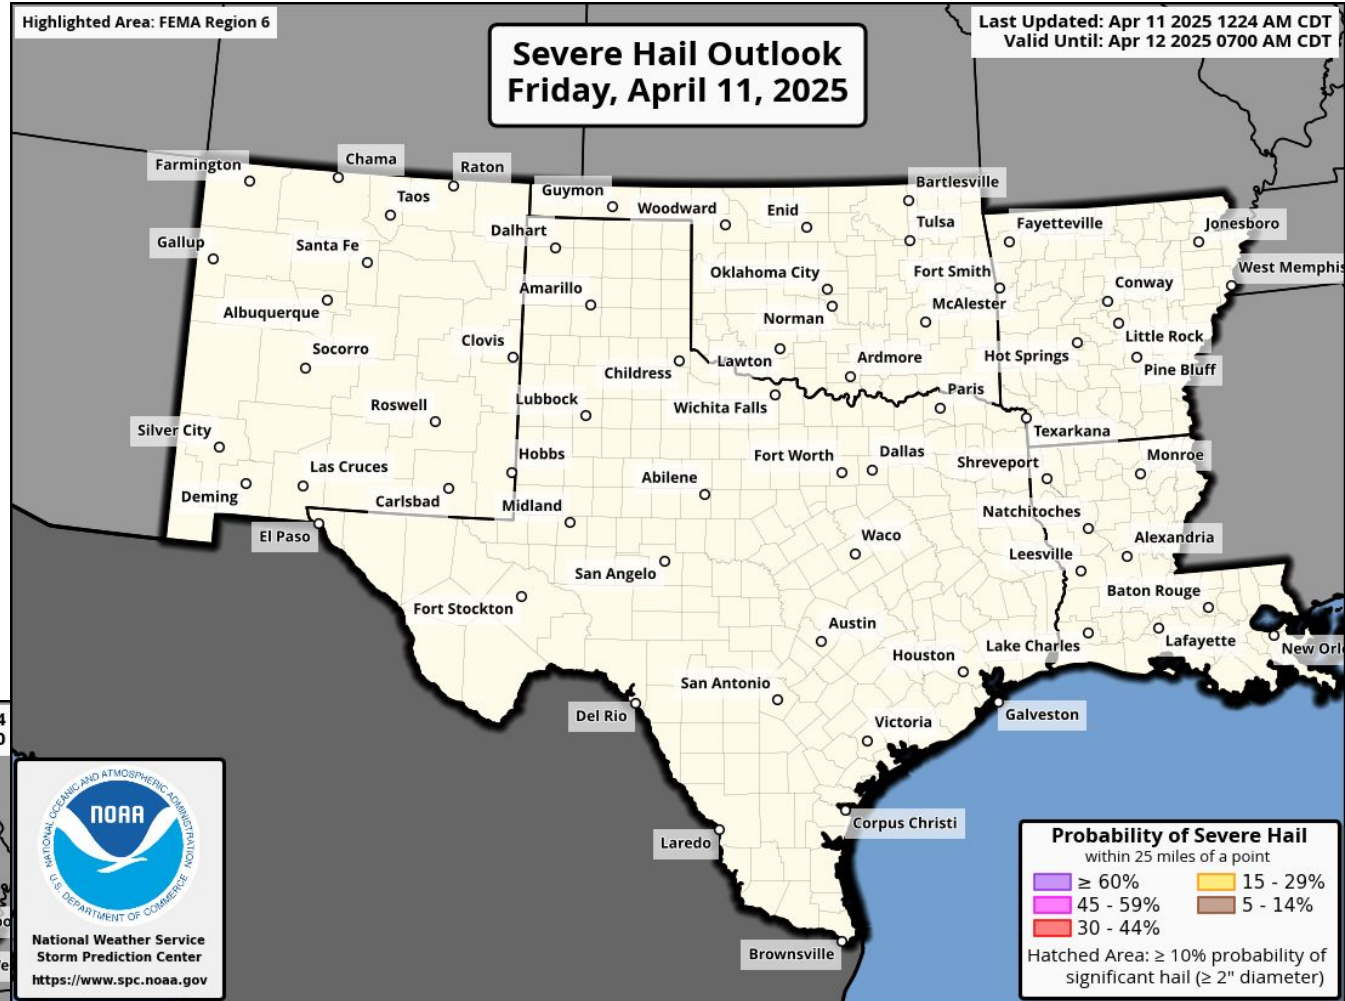 Highlighted Area: FEMA Region 6
Last Updated: Apr 11 2025 1224 AM CDT
Valid Until: Apr 12 2025 0700 AM CDT
Severe Hail Outlook
Friday, April 11, 2025
Farmington
Chama
Raton
Guymon
Bartlesville
Taos
Woodward
Enid
Tulsa
Fayetteville
Jonesboro
Gallup
Santa Fe
Dalhart
Oklahoma City
Fort Smith
West Memphis
Amarillo
Conway
Albuquerque
Norman
McAlester
Socorro
Clovis
Little Rock
Childress
Lawton
Ardmore
Hot Springs
Pine Bluff
Roswell
Lubbock
Wichita Falls
Paris
Silver City
Texarkana
Hobbs
Fort Worth
Dallas
Shreveport
Monroe
Las Cruces
Abilene
Deming
Carlsbad
Midland
Natchitoches
El Paso
Waco
Alexandria
Leesville
San Angelo
Baton Rouge
Fort Stockton
Austin
Lake Charles
Lafayette
New Orl
Houston
San Antonio
Del Rio
Victoria
Galveston
4
0
Corpus Christi
Laredo
Brownsville
NATIONAL OCEANIC AND ATMOSPHERIC ADMINISTRATION
NOAA
U.S. DEPARTMENT OF COMMERCE
National Weather Service
Storm Prediction Center
https://www.spc.noaa.gov
Probability of Severe Hail
within 25 miles of a point
≥ 60%
15 - 29%
45 - 59%
5 - 14%
30 - 44%
Hatched Area: ≥ 10% probability of
significant hail (≥ 2" diameter)